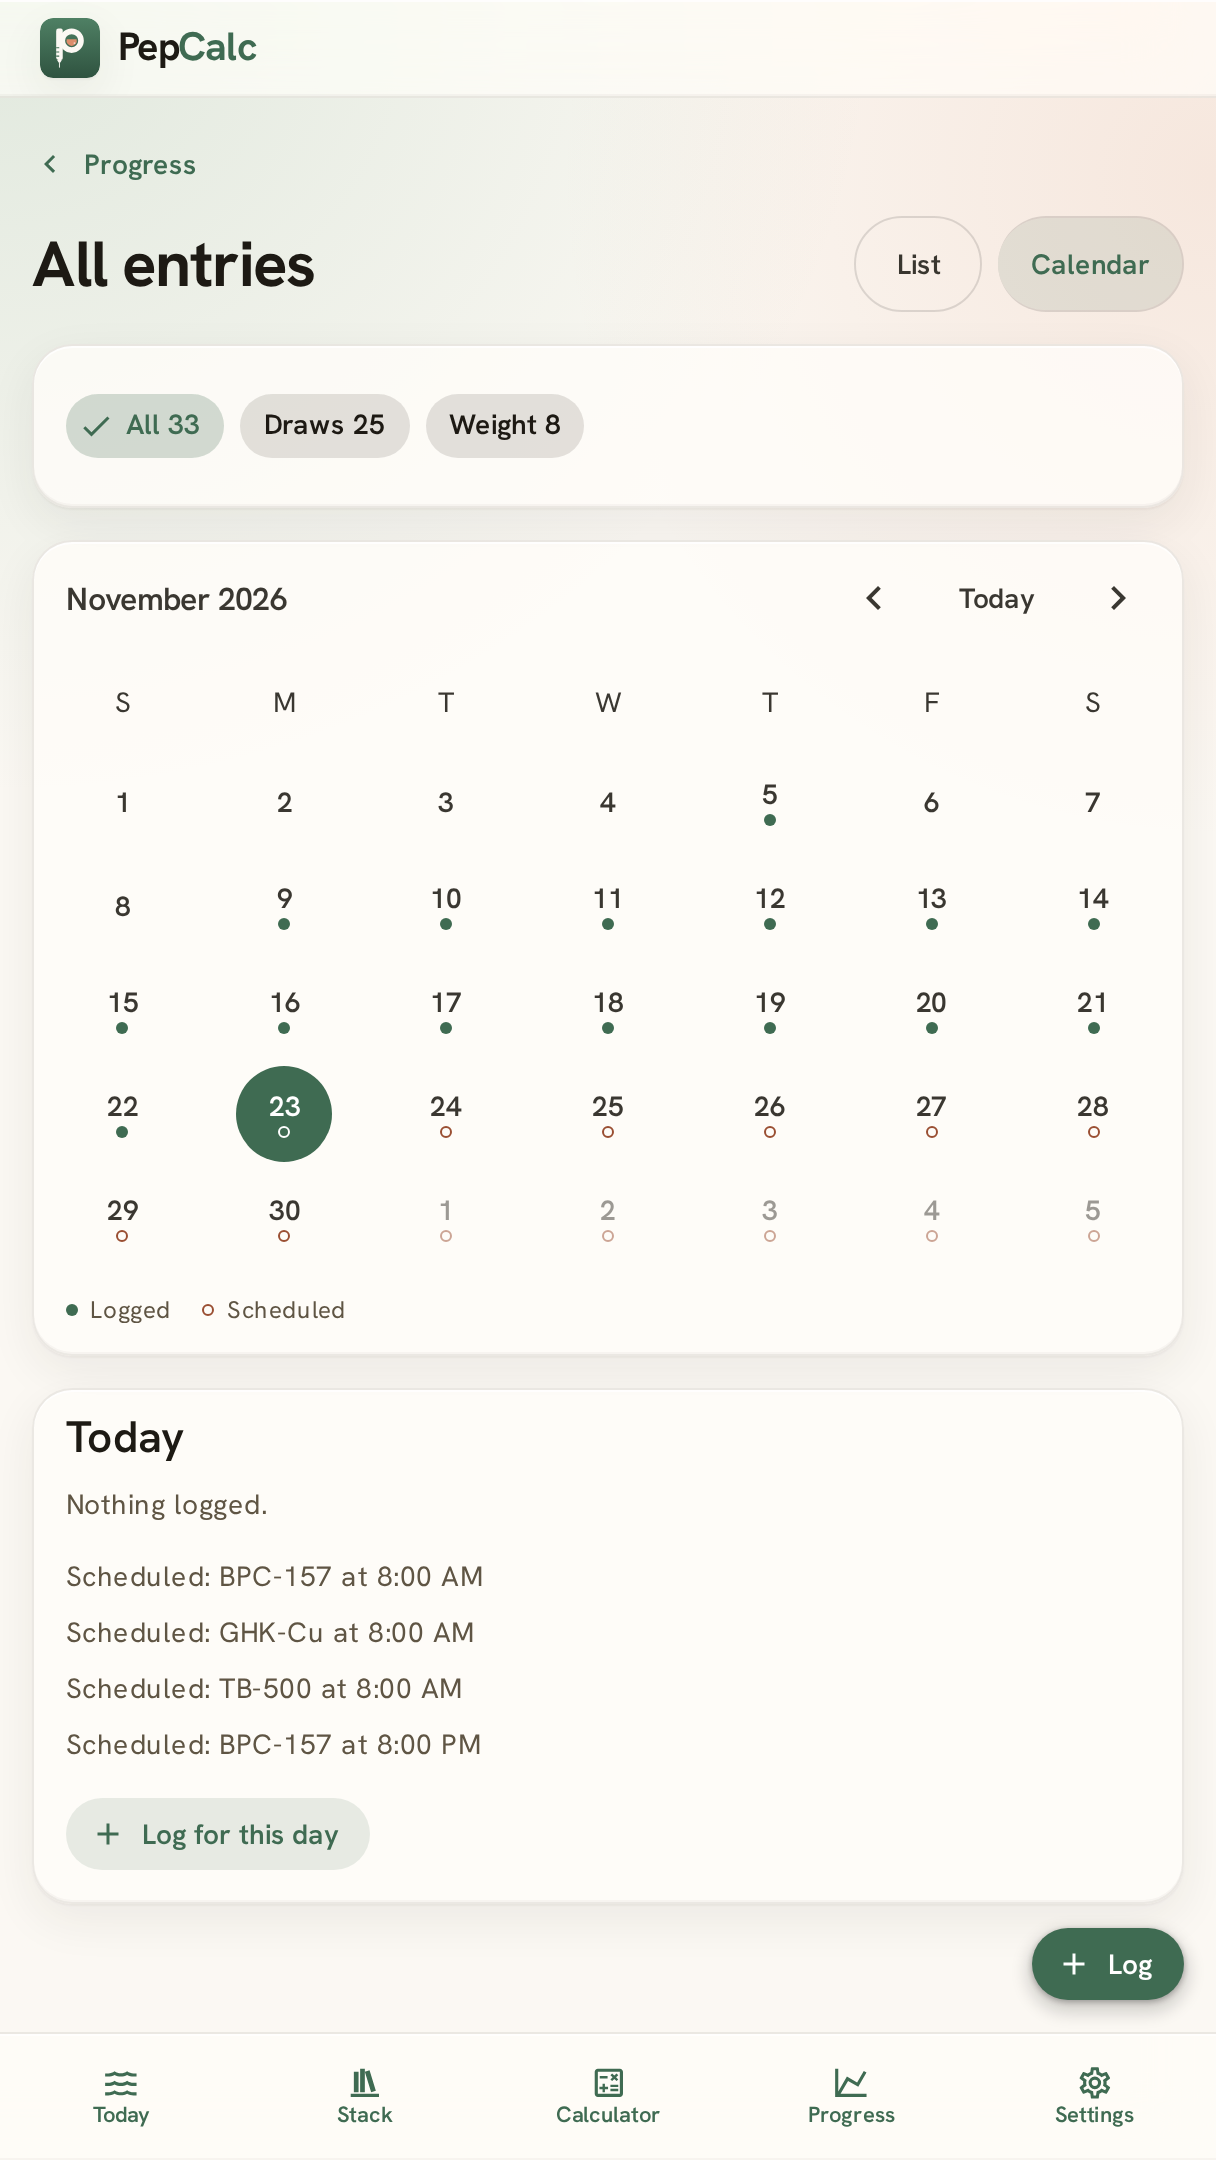 PepCalc
Progress
All entries
List
Calendar
All 33
Draws 25
Weight 8
November 2026
Today
S M T W T F S
1 2 3 4 5 6 7
8 9 10 11 12 13 14
15 16 17 18 19 20 21
22 23 24 25 26 27 28
29 30 1 2 3 4 5
Logged
Scheduled
Today
Nothing logged.
Scheduled: BPC-157 at 8:00 AM
Scheduled: GHK-Cu at 8:00 AM
Scheduled: TB-500 at 8:00 AM
Scheduled: BPC-157 at 8:00 PM
+ Log for this day
+ Log
Today
Stack
Calculator
Progress
Settings